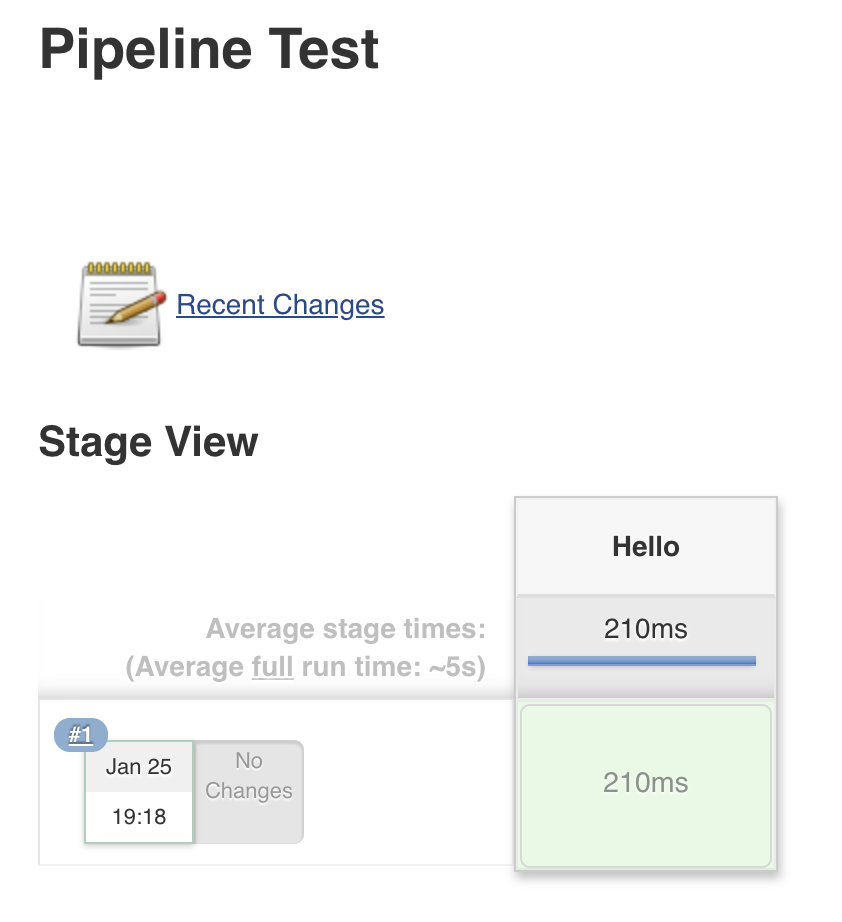 Pipeline Test
Recent Changes
Stage View
Hello
Average stage times:
210ms
(Average full run time: ~5s)
#1
Jan 25
No
Changes
19:18
210ms